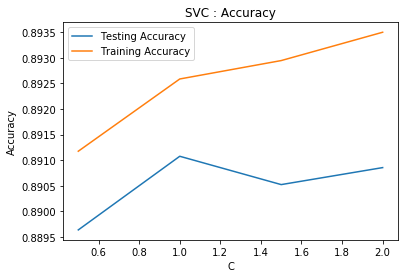 SVC : Accuracy
Testing Accuracy
Training Accuracy
0.8935
0.8930
0.8925
0.8920
0.8915
0.8910
0.8905
0.8900
0.8895
Accuracy
0.6 0.8 1.0 1.2 1.4 1.6 1.8 2.0
C